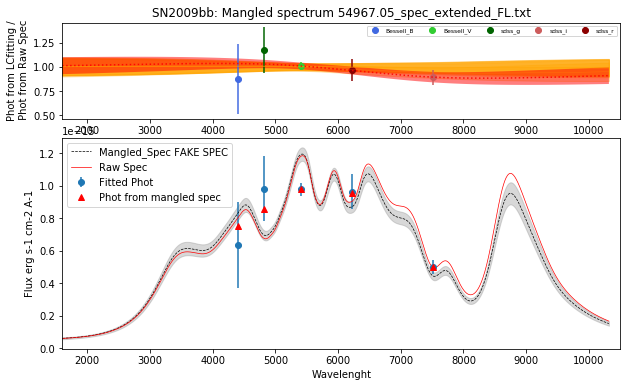 SN2009bb: Mangled spectrum 54967.05_spec_extended_FL.txt
Phot from LCfitting /
Phot from Raw Spec
1.25
1.00
0.75
0.50
Bessell_B
Bessell_V
sdss_g
sdss_i
sdss_r
2000 3000 4000 5000 6000 7000 8000 9000 10000
Flux erg s-1 cm-2 A-1
1.2
1.0
0.8
0.6
0.4
0.2
0.0
Mangled_Spec FAKE SPEC
Raw Spec
Fitted Phot
Phot from mangled spec
2000 3000 4000 5000 6000 7000 8000 9000 10000
Wavelenght